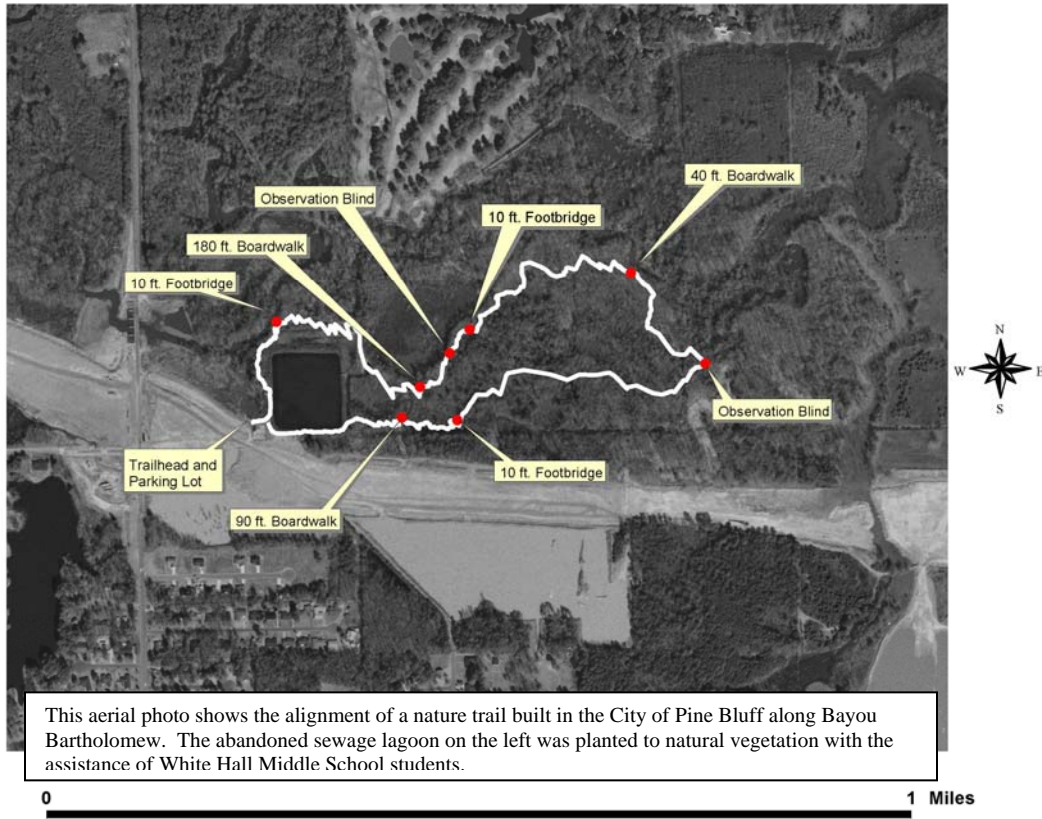 40 ft. Boardwalk
Observation Blind
10 ft. Footbridge
180 ft. Boardwalk
10 ft. Footbridge
N
W E
S
Observation Blind
Trailhead and
Parking Lot
10 ft. Footbridge
90 ft. Boardwalk
This aerial photo shows the alignment of a nature trail built in the City of Pine Bluff along Bayou
Bartholomew. The abandoned sewage lagoon on the left was planted to natural vegetation with the
assistance of White Hall Middle School students.
0 1 Miles